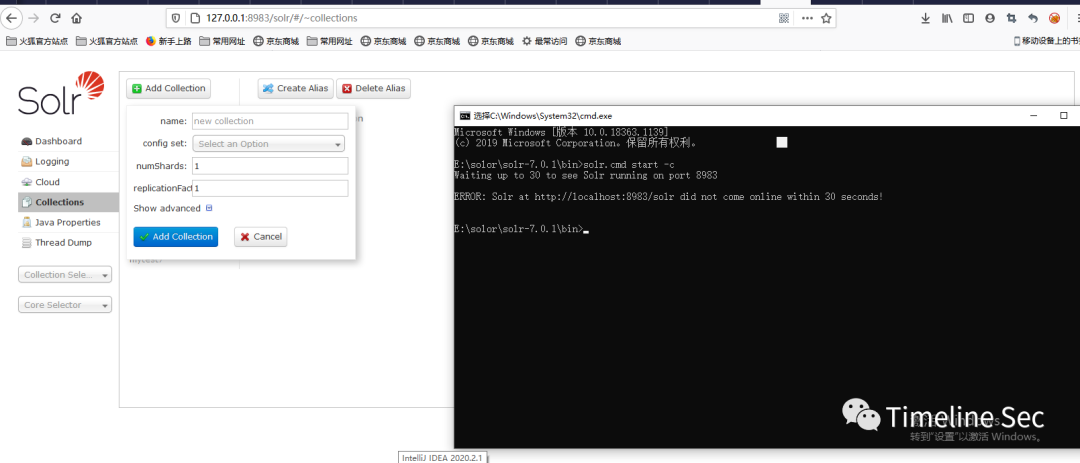 127.0.0.1:8983/solr/#/~collections
火狐官方站点 火狐官方站点 新手上路 常用网址 京东商城 常用网址 京东商城 京东商城 京东商城 最常访问 京东商城 移动设备上的书
Solr
Add Collection Create Alias Delete Alias
name: new collection
config set: Select an Option
numShards: 1
replicationFact 1
Show advanced
Add Collection Cancel
Dashboard
Logging
Cloud
Collections
Java Properties
Thread Dump
Collection Sele...
Core Selector
选择C:\Windows\System32\cmd.exe
Microsoft Windows [版本 10.0.18363.1139]
(c) 2019 Microsoft Corporation。保留所有权利。
E:\solor\solr-7.0.1\bin>solr.cmd start -c
Waiting up to 30 to see Solr running on port 8983
ERROR: Solr at http://localhost:8983/solr did not come online within 30 seconds!
E:\solor\solr-7.0.1\bin>
Timeline Sec
激活 Windows
转到"设置"以激活 Windows。
IntelliJ IDEA 2020.2.1